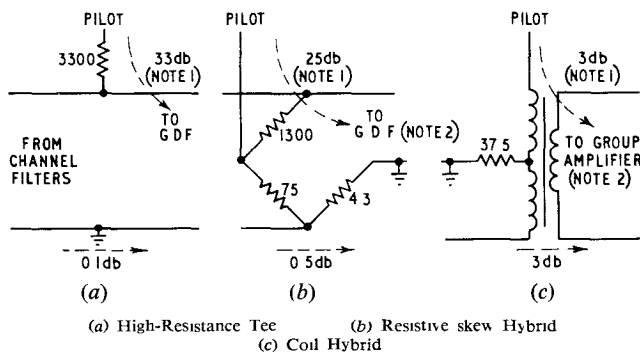 PILOT
3300
33db
(NOTE 1)
TO
G D F
FROM
CHANNEL
FILTERS
0 1db
(a)
PILOT
25db
(NOTE 1)
1300
TO
G D F (NOTE 2)
75
4 3
0 5db
(b)
PILOT
3db
(NOTE 1)
37 5
TO GROUP
AMPLIFIER
(NOTE 2)
3db
(c)
(a) High-Resistance Tee (b) Resistive skew Hybrid
(c) Coil Hybrid